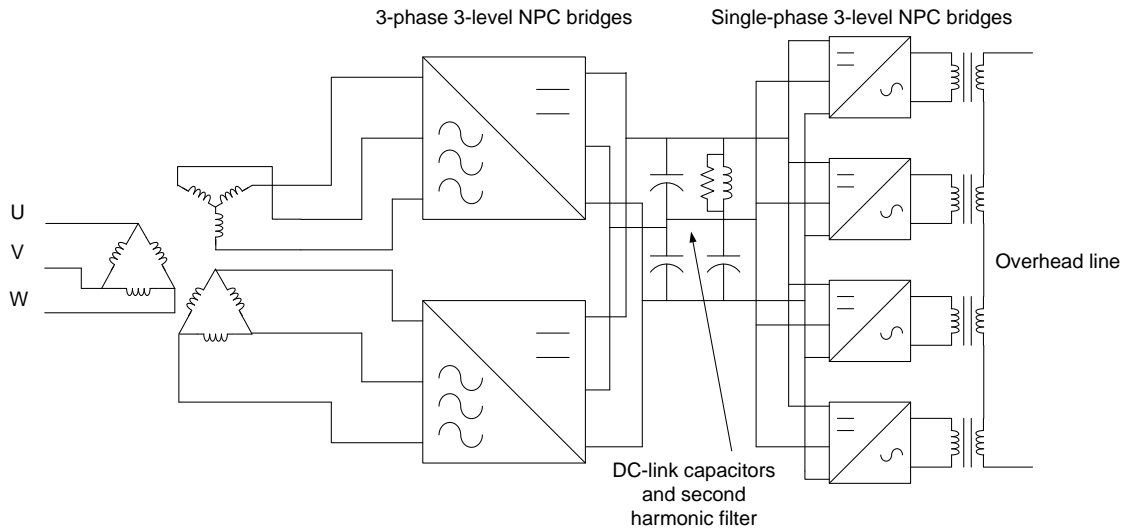 3-phase 3-level NPC bridges
Single-phase 3-level NPC bridges
U
V
W
Overhead line
DC-link capacitors
and second
harmonic filter